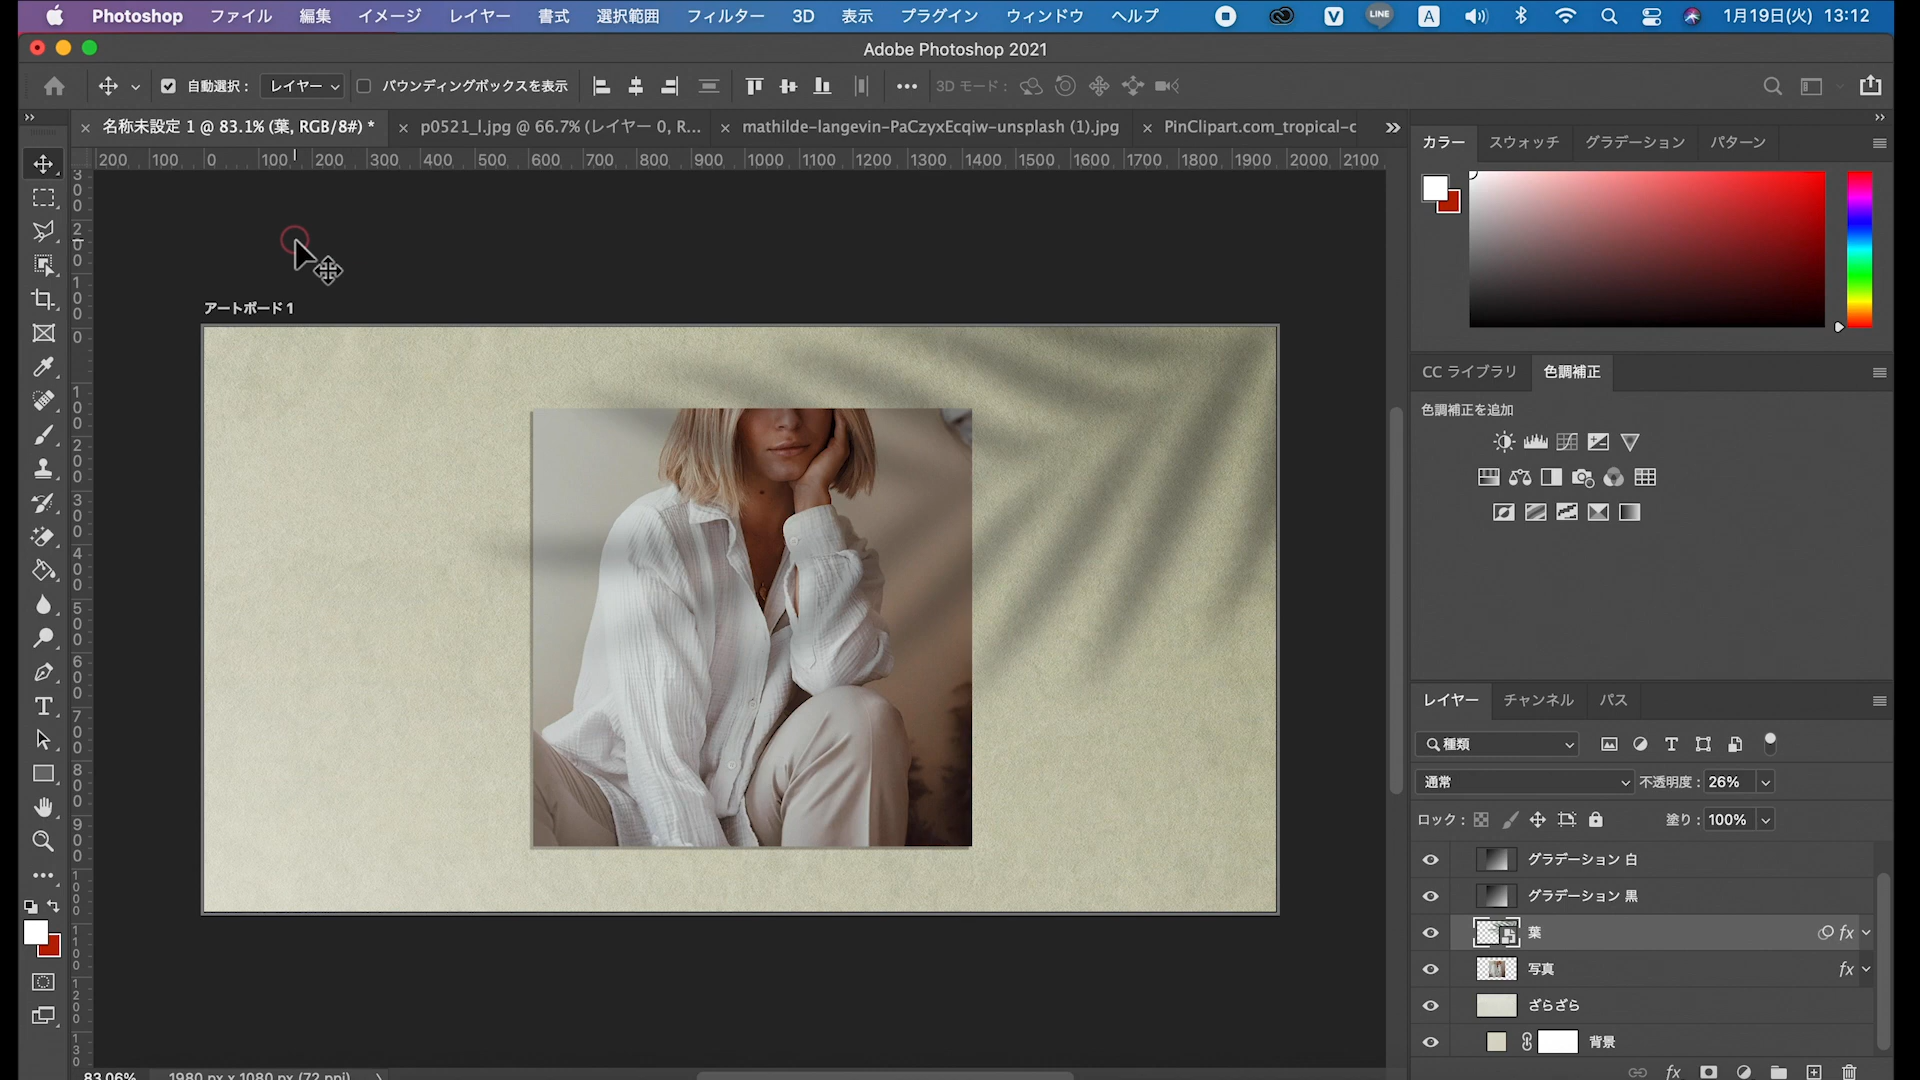 Photoshop ファイル 編集 イメージ レイヤー 書式 選択範囲 フィルター 3D 表示 プラグイン ウィンドウ ヘルプ V LINE A 1月19日(火) 13:12
Adobe Photoshop 2021
自動選択： レイヤー バウンディングボックスを表示 3D モード：
名称未設定 1 @ 83.1% (葉, RGB/8#) * p0521_l.jpg @ 66.7% (レイヤー 0, R... mathilde-langevin-PaCzyxEcqiw-unsplash (1).jpg PinClipart.com_tropical-c
200 100 0 100 200 300 400 500 600 700 800 900 1000 1100 1200 1300 1400 1500 1600 1700 1800 1900 2000 2100
カラー スウォッチ グラデーション パターン
アートボード 1
CC ライブラリ 色調補正
色調補正を追加
レイヤー チャンネル パス
種類
通常 不透明度： 26%
ロック： 塗り： 100%
グラデーション 白
グラデーション 黒
葉 fx
写真 fx
ざらざら
背景
83.06% 1980 px x 1080 px (72 ppi)
fx